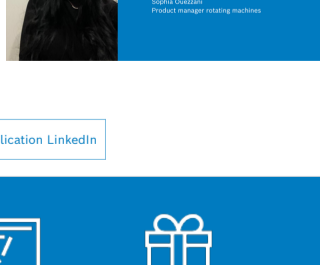 Sophia Ouezzani
Product manager rotating machines
lication LinkedIn